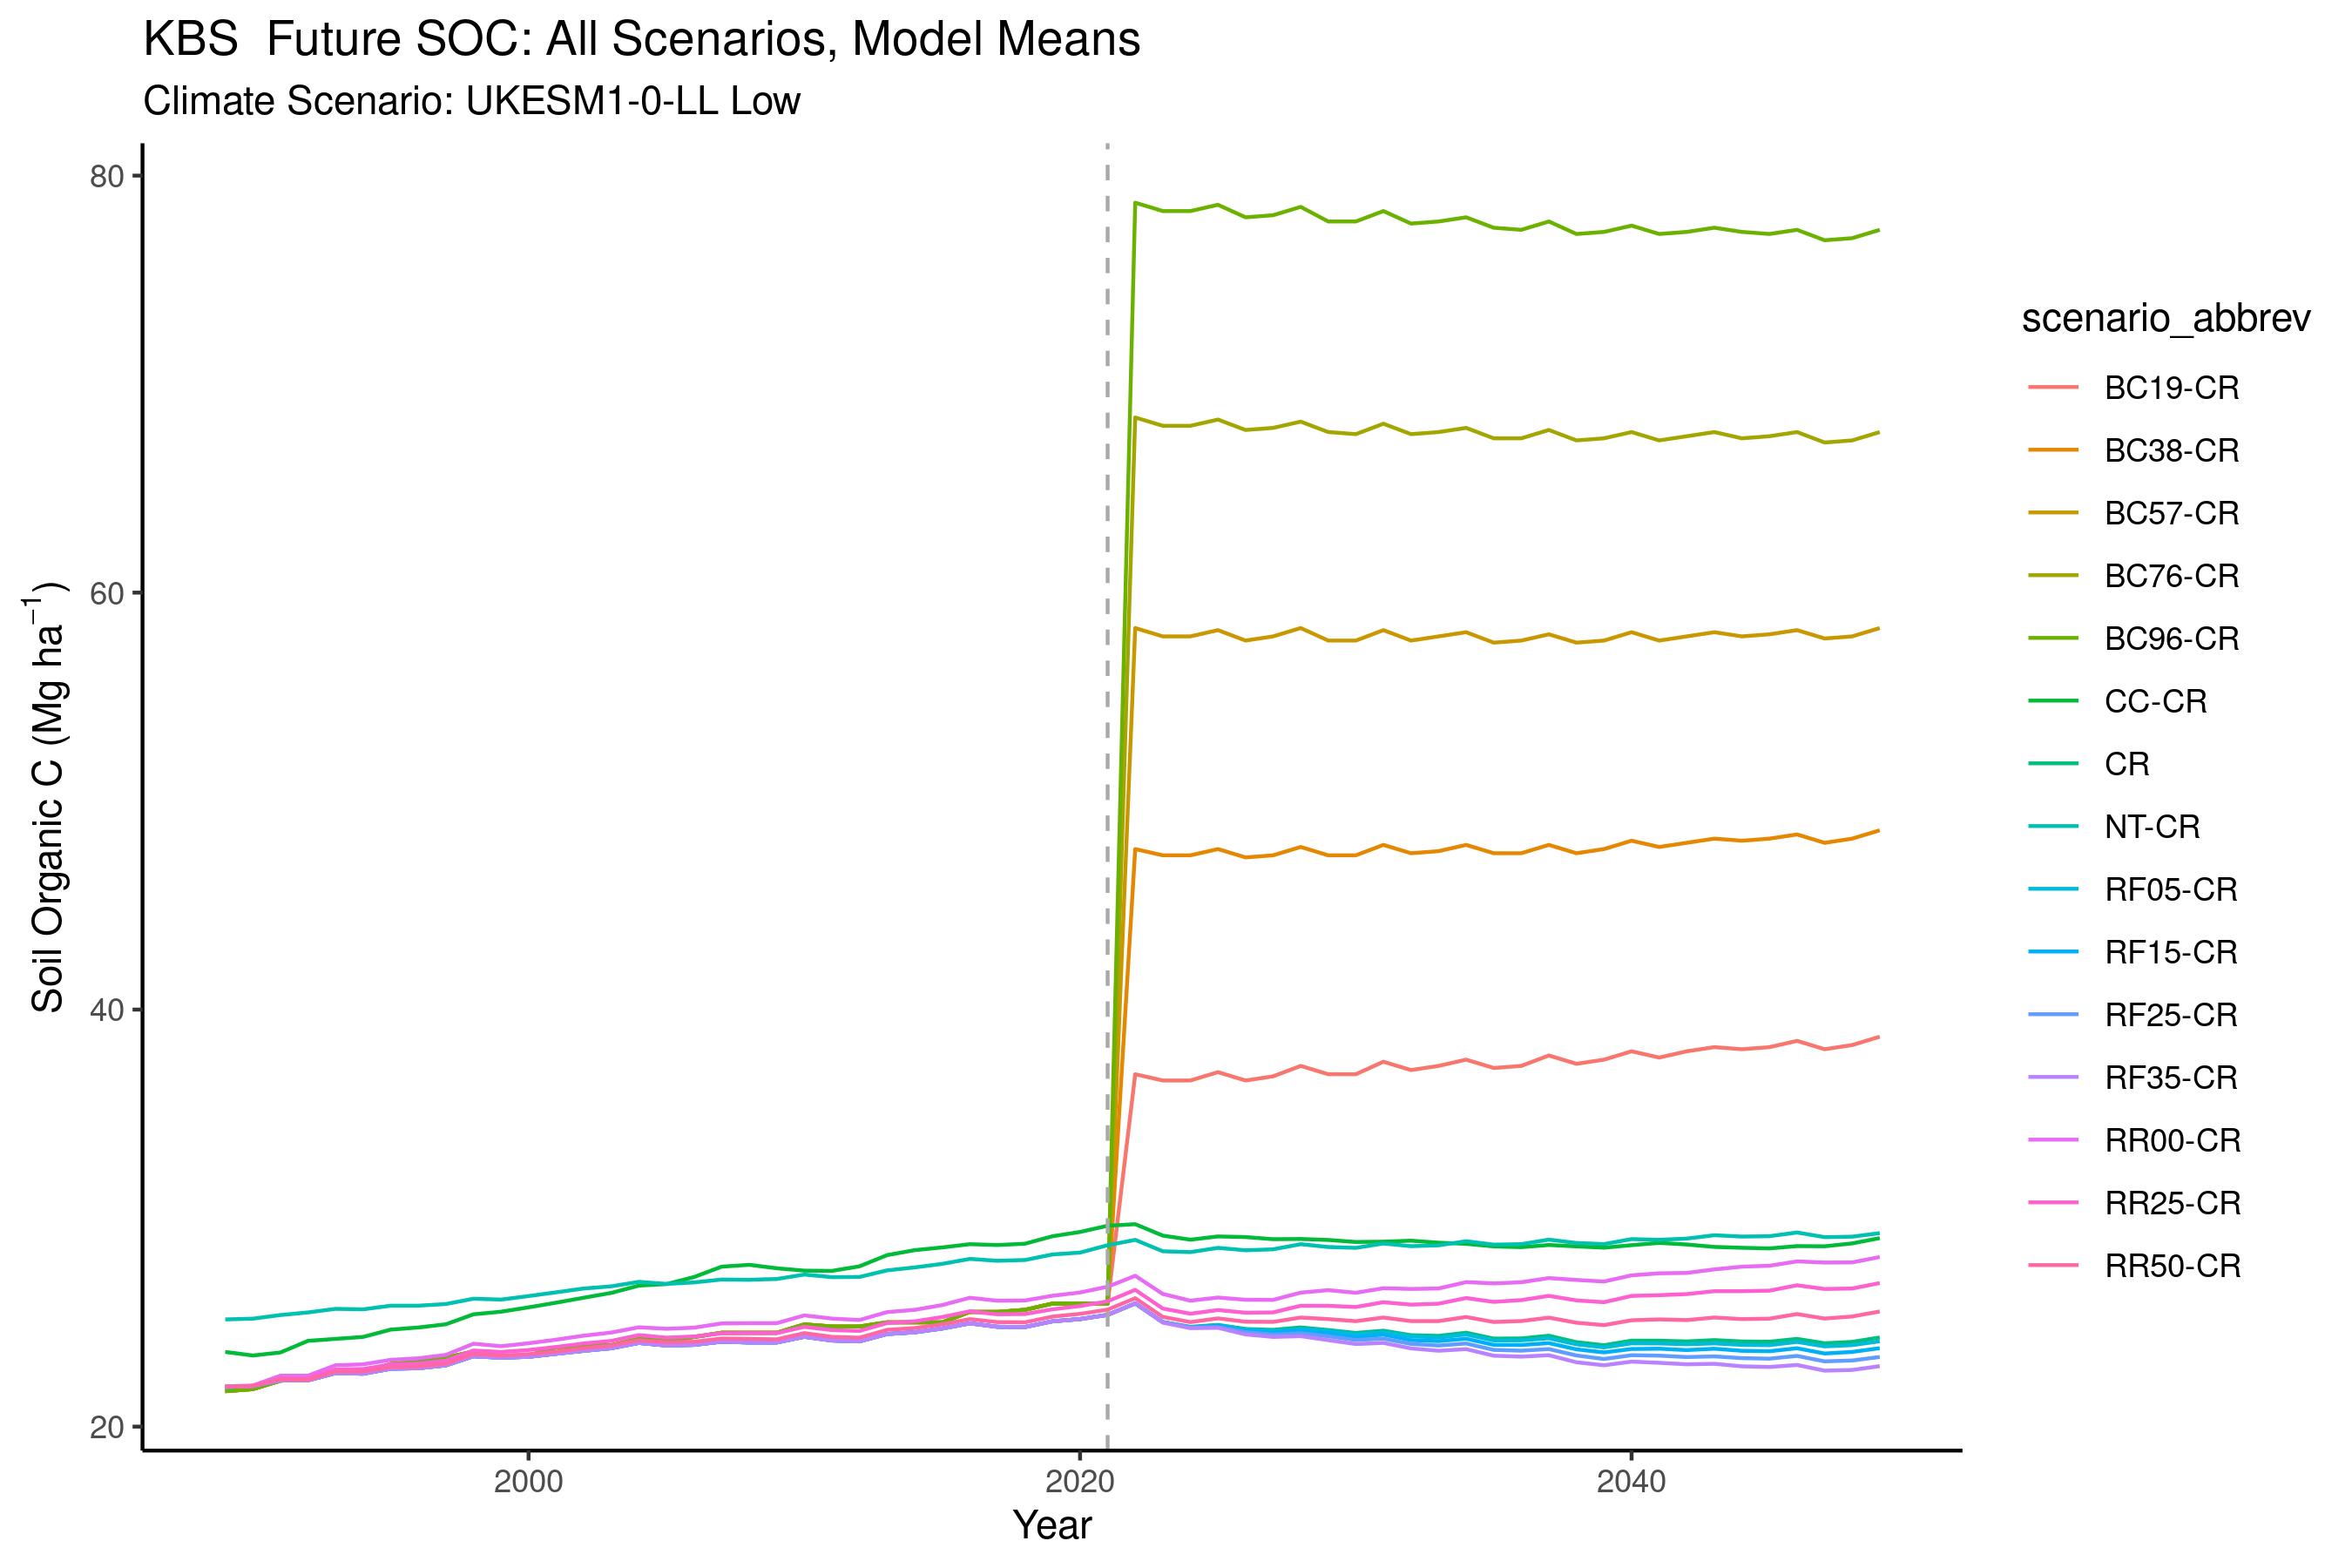 KBS  Future SOC: All Scenarios, Model Means
Climate Scenario: UKESM1-0-LL Low
Soil Organic C (Mg ha⁻¹)
80
60
40
20
2000
2020
2040
Year
scenario_abbrev
BC19-CR
BC38-CR
BC57-CR
BC76-CR
BC96-CR
CC-CR
CR
NT-CR
RF05-CR
RF15-CR
RF25-CR
RF35-CR
RR00-CR
RR25-CR
RR50-CR